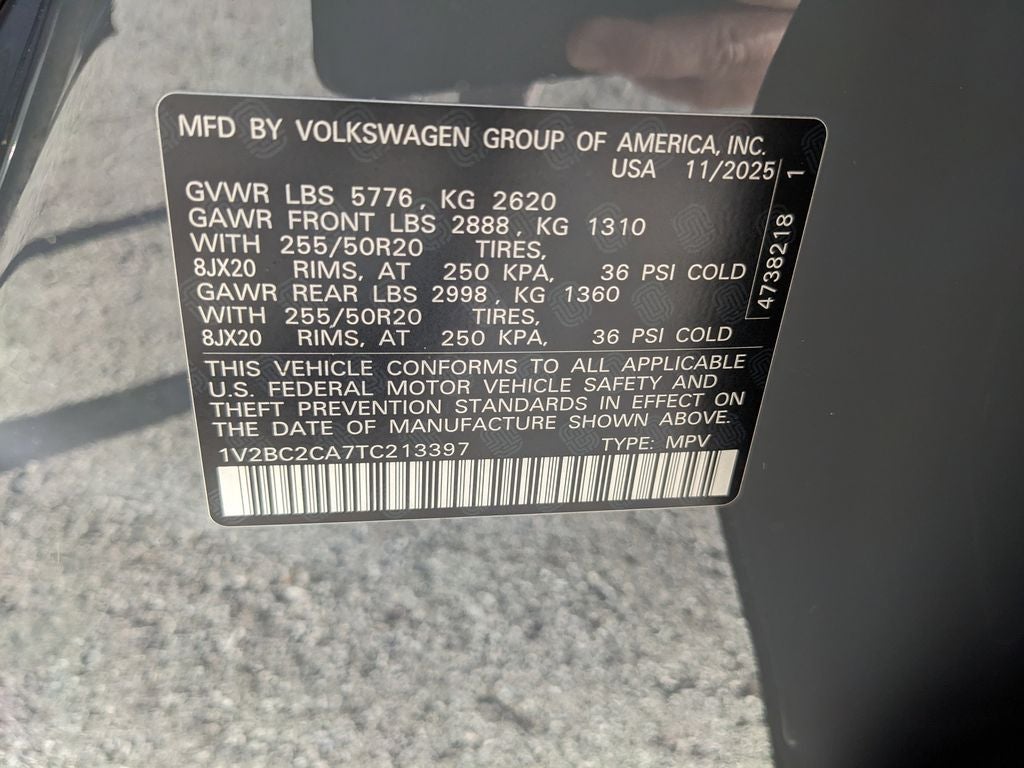 MFD BY VOLKSWAGEN GROUP OF AMERICA, INC.
USA 11/2025
GVWR LBS 5776, KG 2620
GAWR FRONT LBS 2888, KG 1310
WITH 255/50R20 TIRES,
8JX20 RIMS, AT 250 KPA, 36 PSI COLD
GAWR REAR LBS 2998, KG 1360
WITH 255/50R20 TIRES,
8JX20 RIMS, AT 250 KPA, 36 PSI COLD
4738218 1
THIS VEHICLE CONFORMS TO ALL APPLICABLE
U.S. FEDERAL MOTOR VEHICLE SAFETY AND
THEFT PREVENTION STANDARDS IN EFFECT ON
THE DATE OF MANUFACTURE SHOWN ABOVE.
1V2BC2CA7TC213397 TYPE: MPV